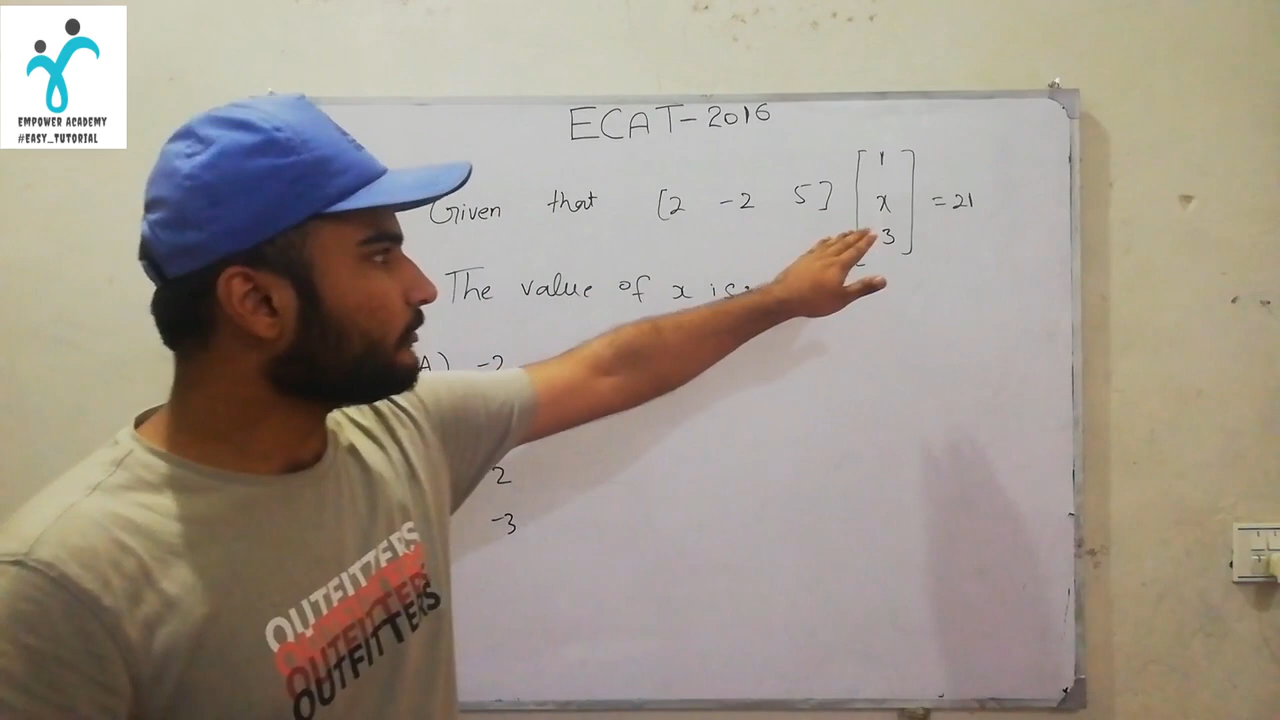 EMPOWER ACADEMY
#EASY_TUTORIAL
ECAT-2016
Given that [2 -2 5] [1 x 3] = 21
The value of x is
A) -2
2
-3
OUTFITTERS
OUTFITTERS
OUTFITTERS